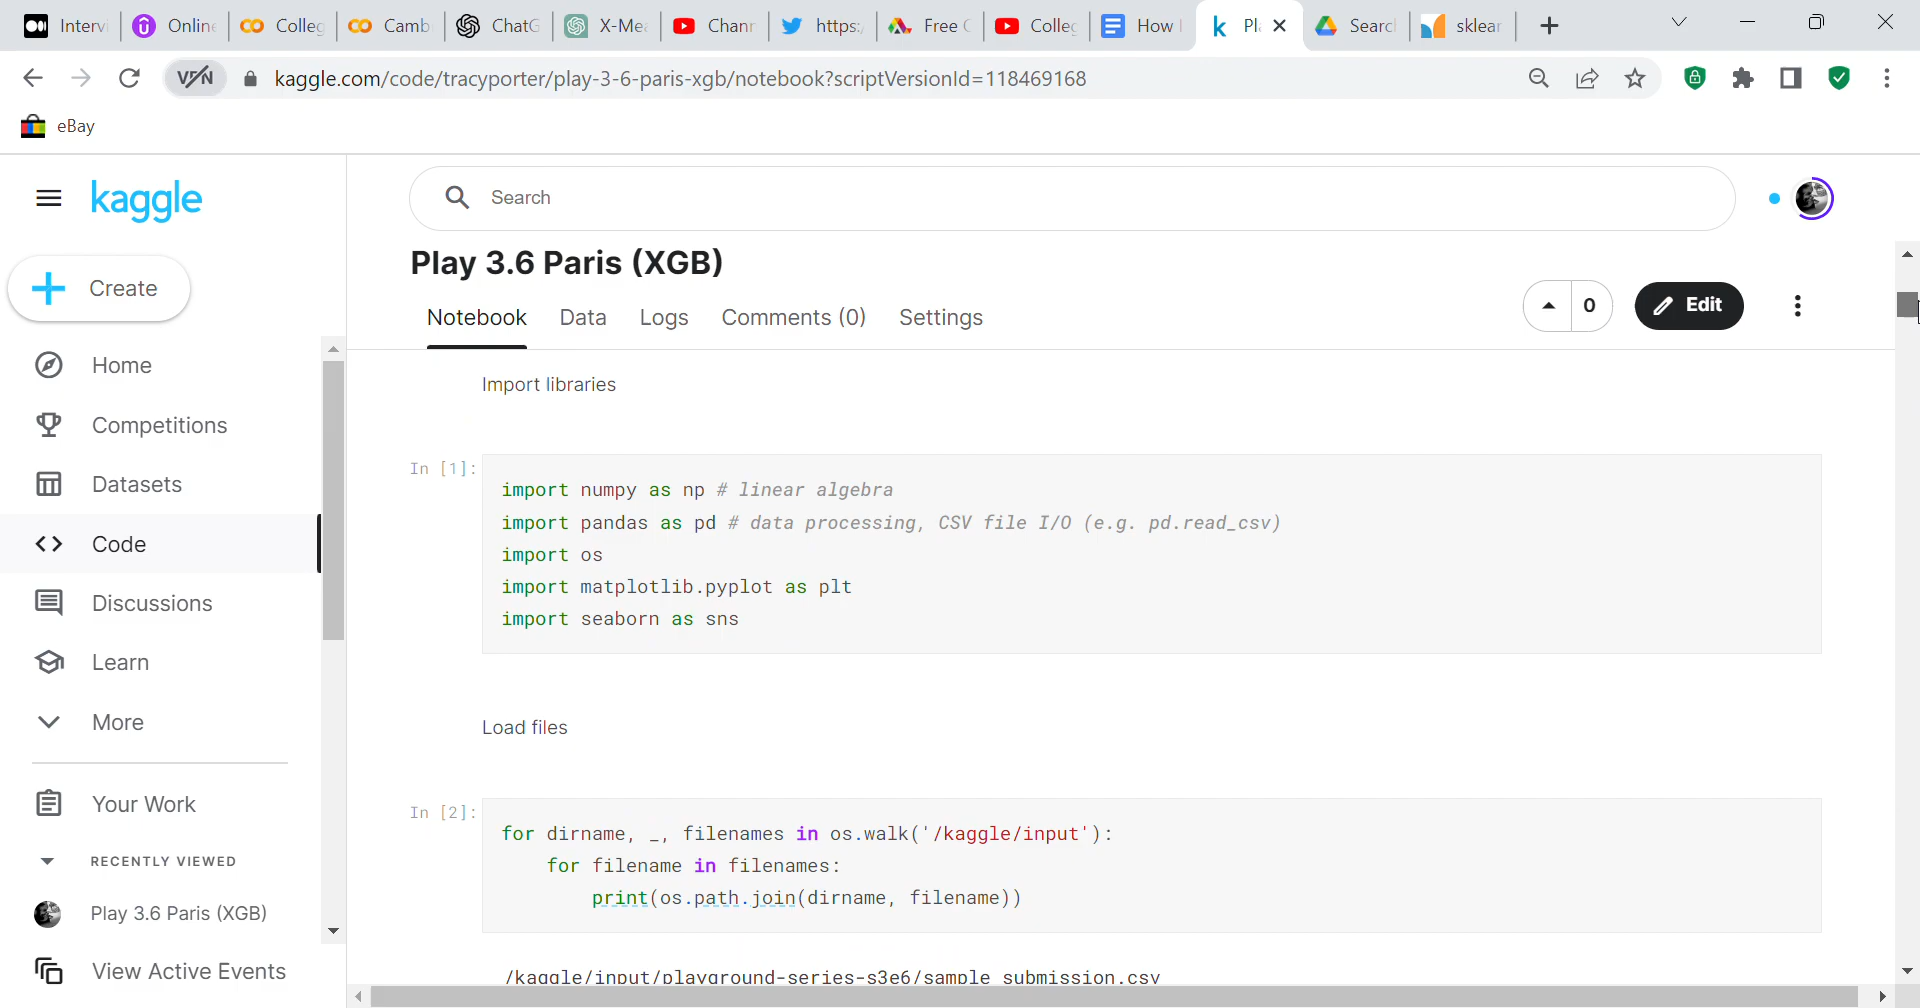 Interv
Online
Colleg
Camb
ChatG
X-Mea
Chann
https:/
Free C
Colleg
How I
Pla
Searc
sklear
VPN
kaggle.com/code/tracyporter/play-3-6-paris-xgb/notebook?scriptVersionId=118469168
eBay
kaggle
Search
Create
Play 3.6 Paris (XGB)
Notebook Data Logs Comments (0) Settings
0
Edit
Home
Competitions
Datasets
Code
Discussions
Learn
More
Your Work
RECENTLY VIEWED
Play 3.6 Paris (XGB)
View Active Events
Import libraries
In [1]:
import numpy as np # linear algebra
import pandas as pd # data processing, CSV file I/O (e.g. pd.read_csv)
import os
import matplotlib.pyplot as plt
import seaborn as sns
Load files
In [2]:
for dirname, _, filenames in os.walk('/kaggle/input'):
    for filename in filenames:
        print(os.path.join(dirname, filename))
/kaggle/input/playground-series-s3e6/sample_submission.csv